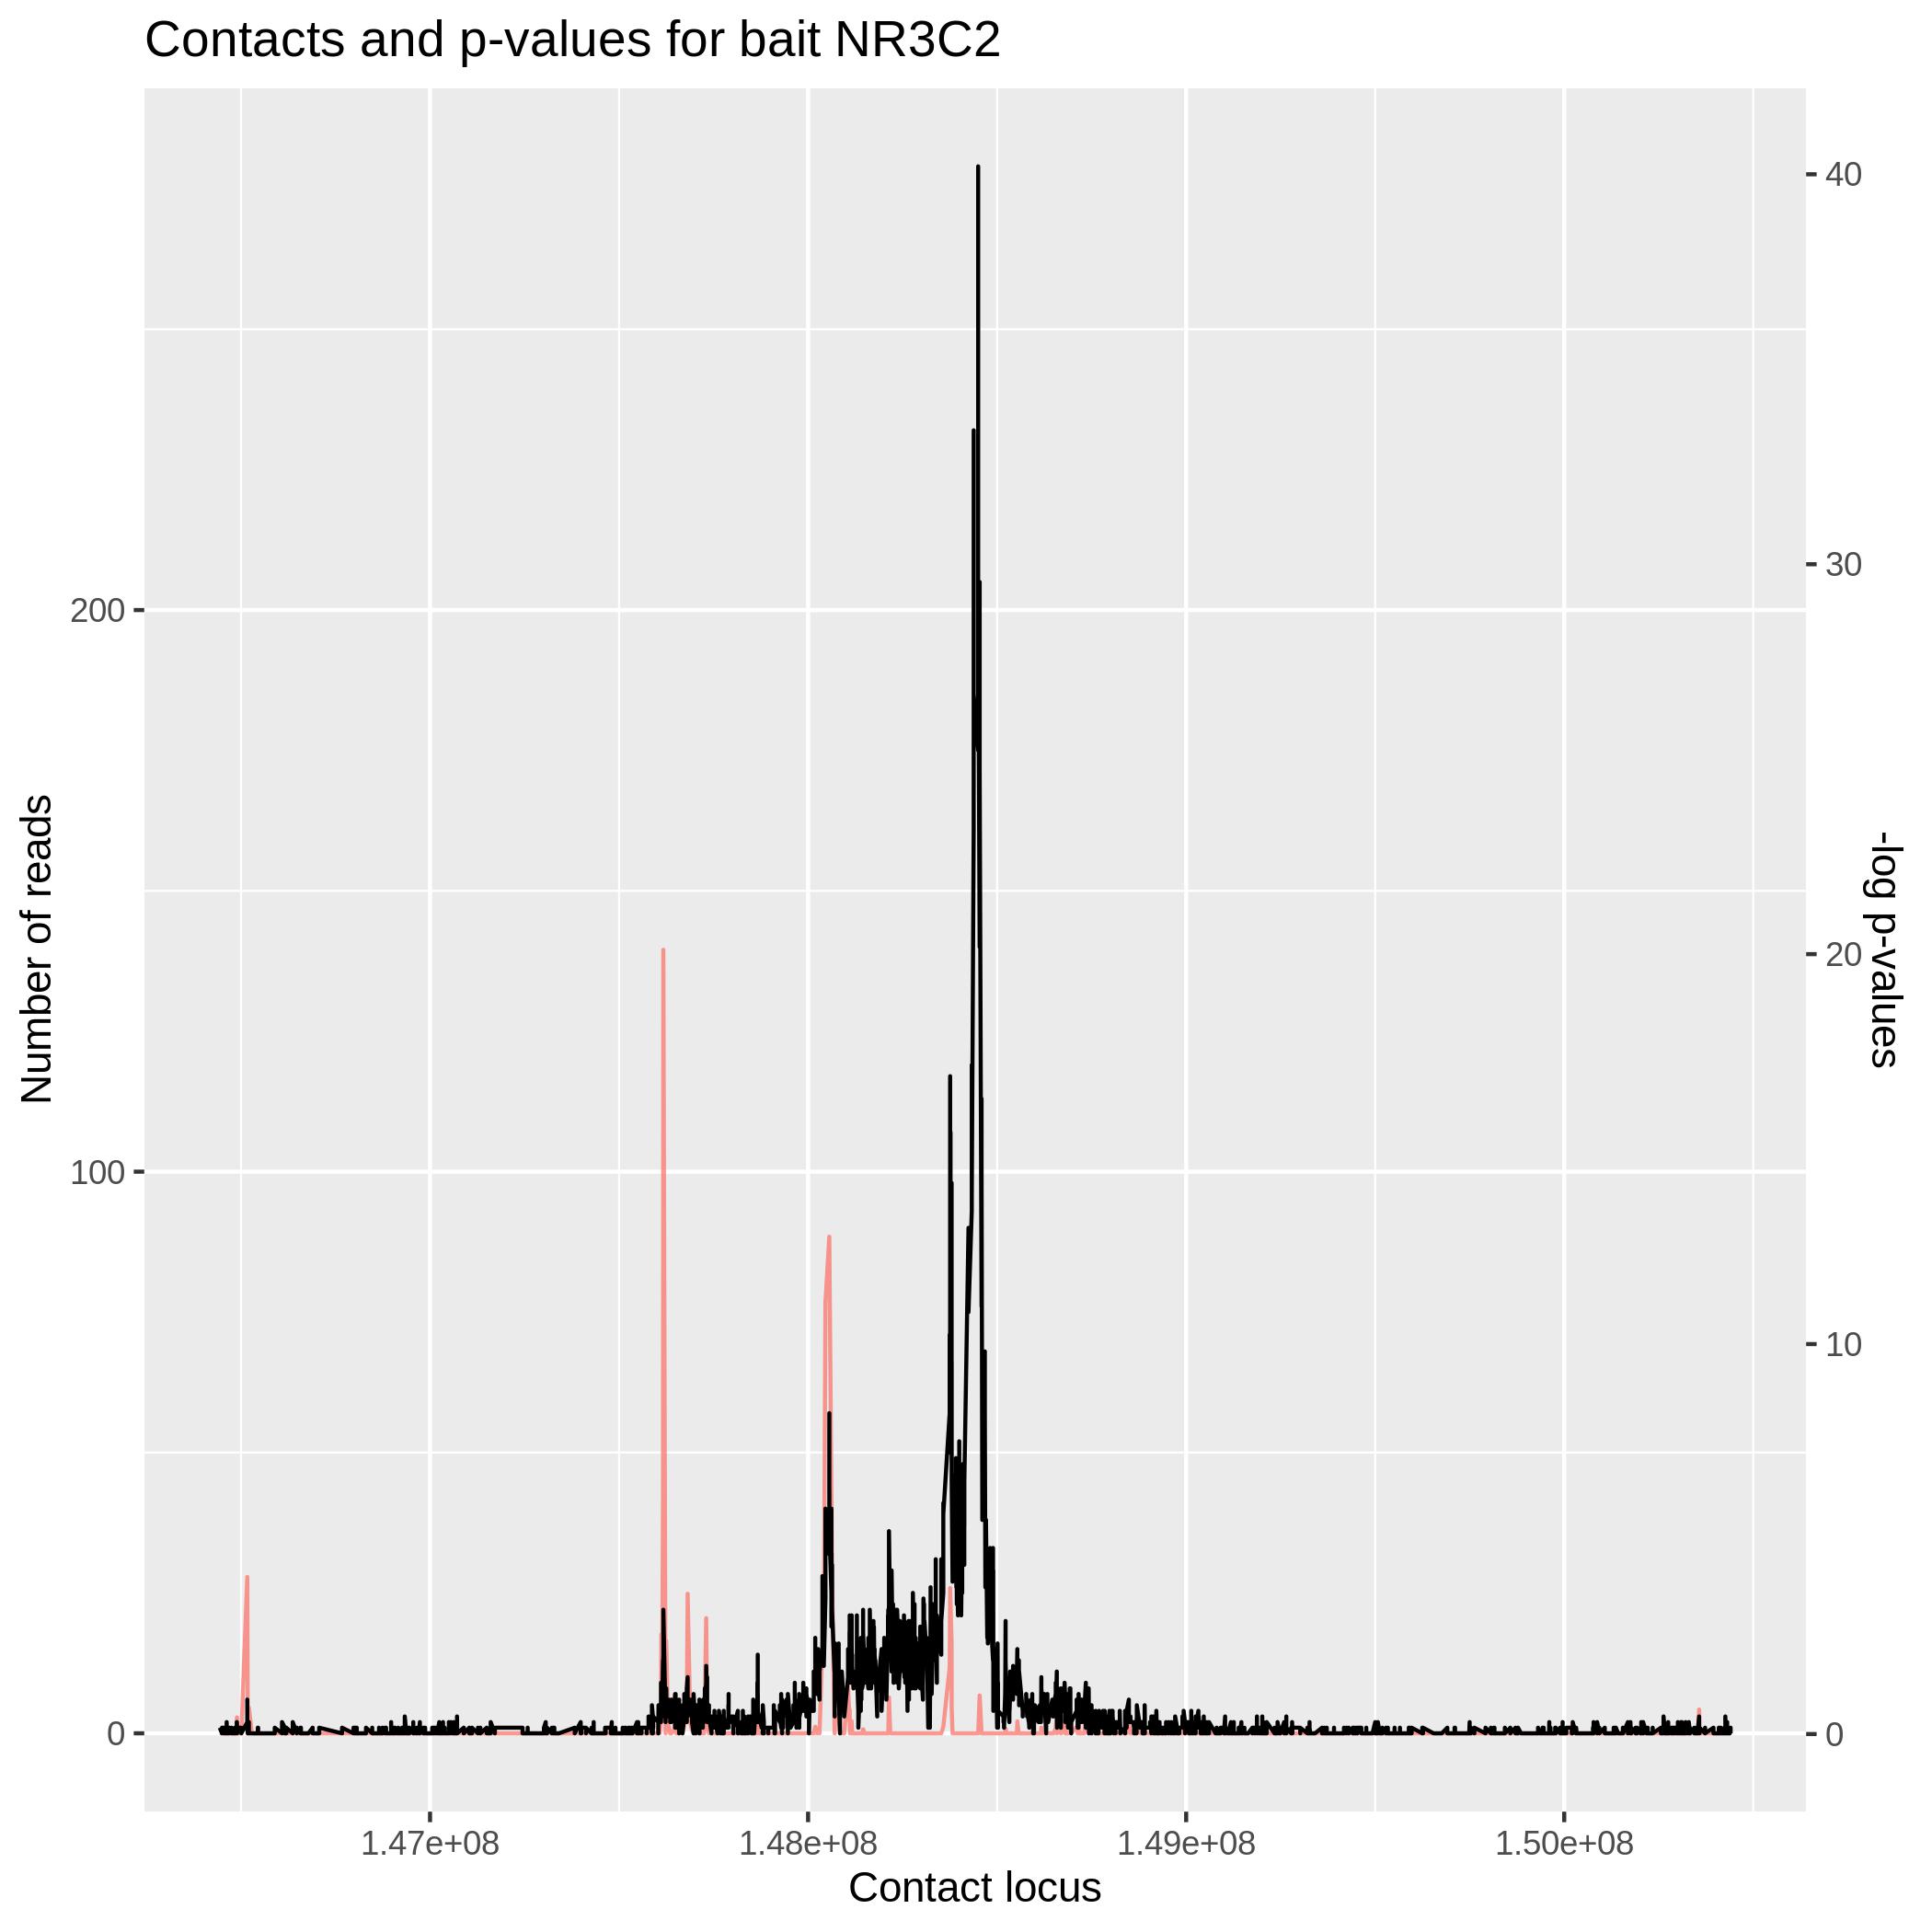 Contacts and p-values for bait NR3C2
Number of reads
200
100
0
40
30
20
10
0
-log p-values
1.47e+08
1.48e+08
1.49e+08
1.50e+08
Contact locus